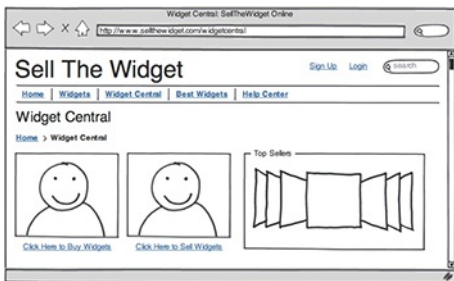 Widget Central: SellTheWidget Online
http://www.sellthewidget.com/widgetcentral
Sell The Widget
Sign Up Login search
Home Widgets Widget Central Best Widgets Help Center
Widget Central
Home > Widget Central
Top Sellers
Click Here to Buy Widgets Click Here to Sell Widgets